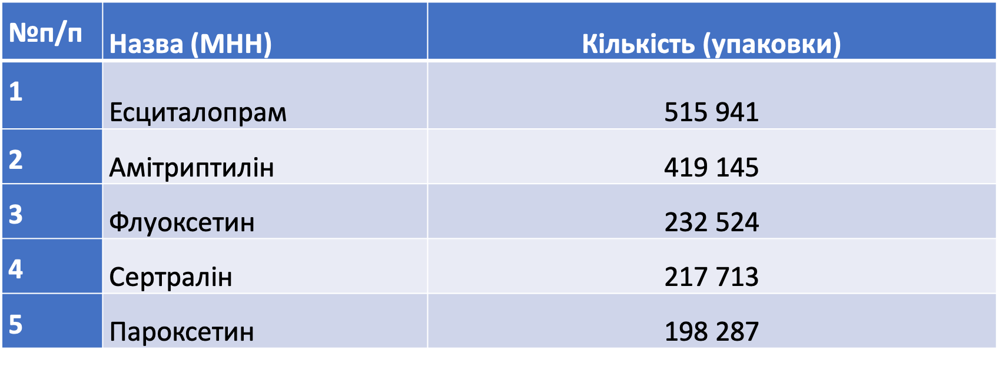 №п/п Назва (МНН) Кількість (упаковки)
1 Есциталопрам 515 941
2 Амітриптилін 419 145
3 Флуоксетин 232 524
4 Сертралін 217 713
5 Пароксетин 198 287